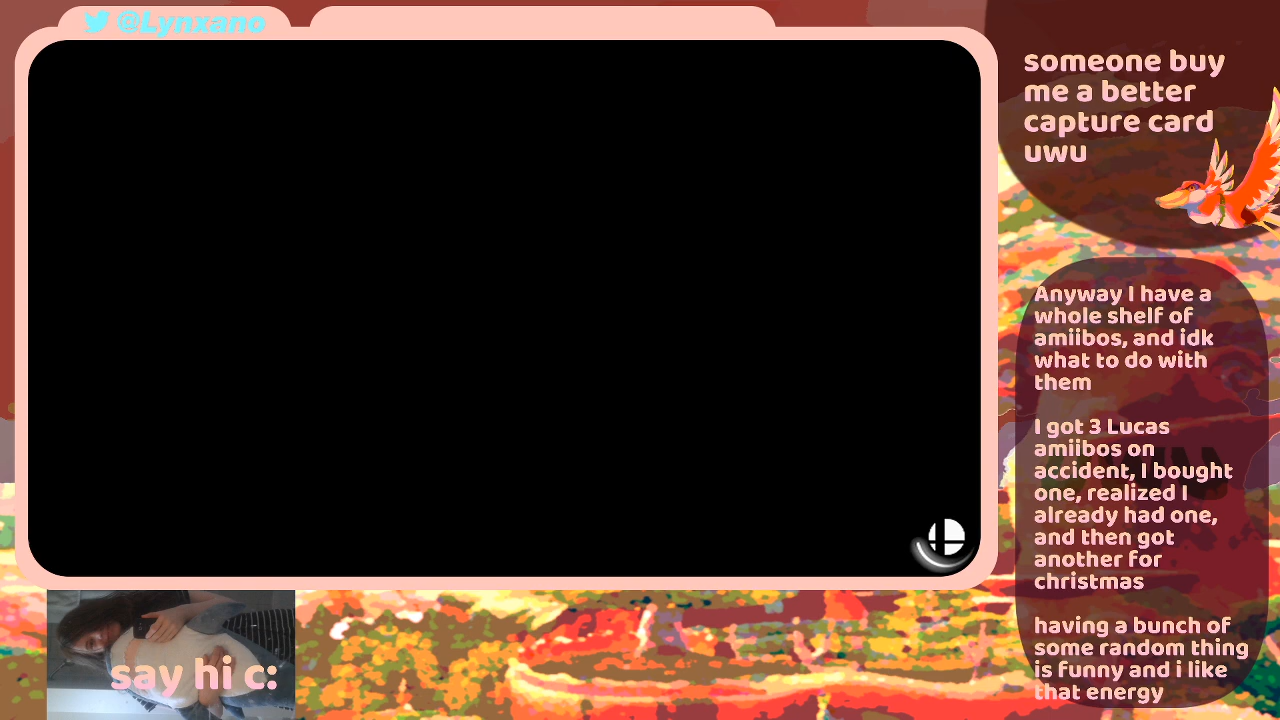 @Lynxano
someone buy
me a better
capture card
uwu
Anyway I have a
whole shelf of
amiibos, and idk
what to do with
them
I got 3 Lucas
amiibos on
accident, I bought
one, realized I
already had one,
and then got
another for
christmas
having a bunch of
some random thing
is funny and i like
that energy
say hi c: